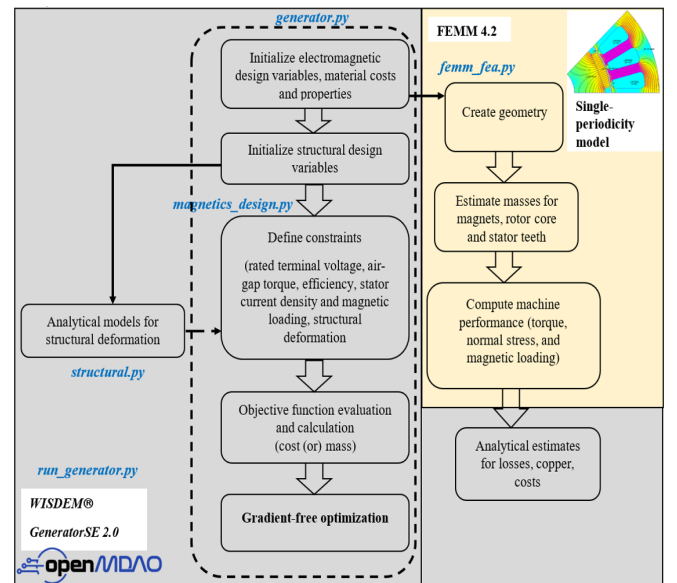 generator.py
Initialize electromagnetic
design variables, material costs
and properties
Initialize structural design
variables
magnetics_design.py
Define constraints
(rated terminal voltage, air-
gap torque, efficiency, stator
current density and magnetic
loading, structural
deformation
Analytical models for
structural deformation
structural.py
Objective function evaluation
and calculation
(cost (or) mass)
Gradient-free optimization
run_generator.py
WISDEM®
GeneratorSE 2.0
openMDAO
FEMM 4.2
femm_fea.py
Single-
periodicity
model
Create geometry
Estimate masses for
magnets, rotor core
and stator teeth
Compute machine
performance (torque,
normal stress, and
magnetic loading)
Analytical estimates
for losses, copper,
costs